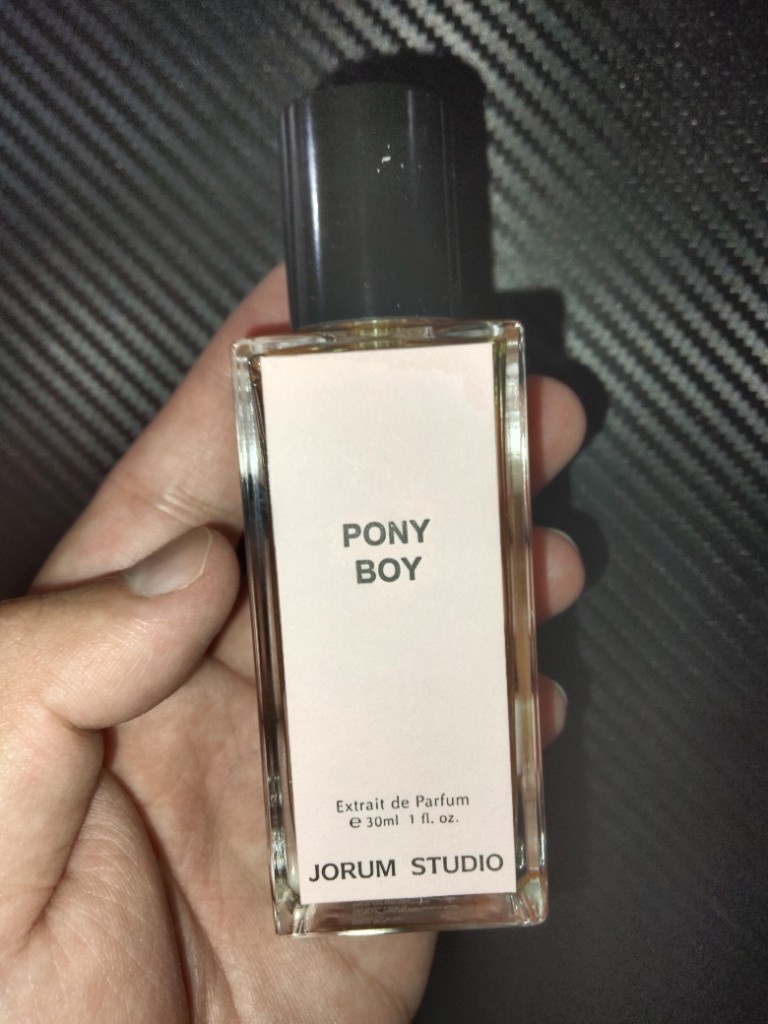 PONY
BOY
Extrait de Parfum
℮ 30ml 1 fl. oz.
JORUM STUDIO